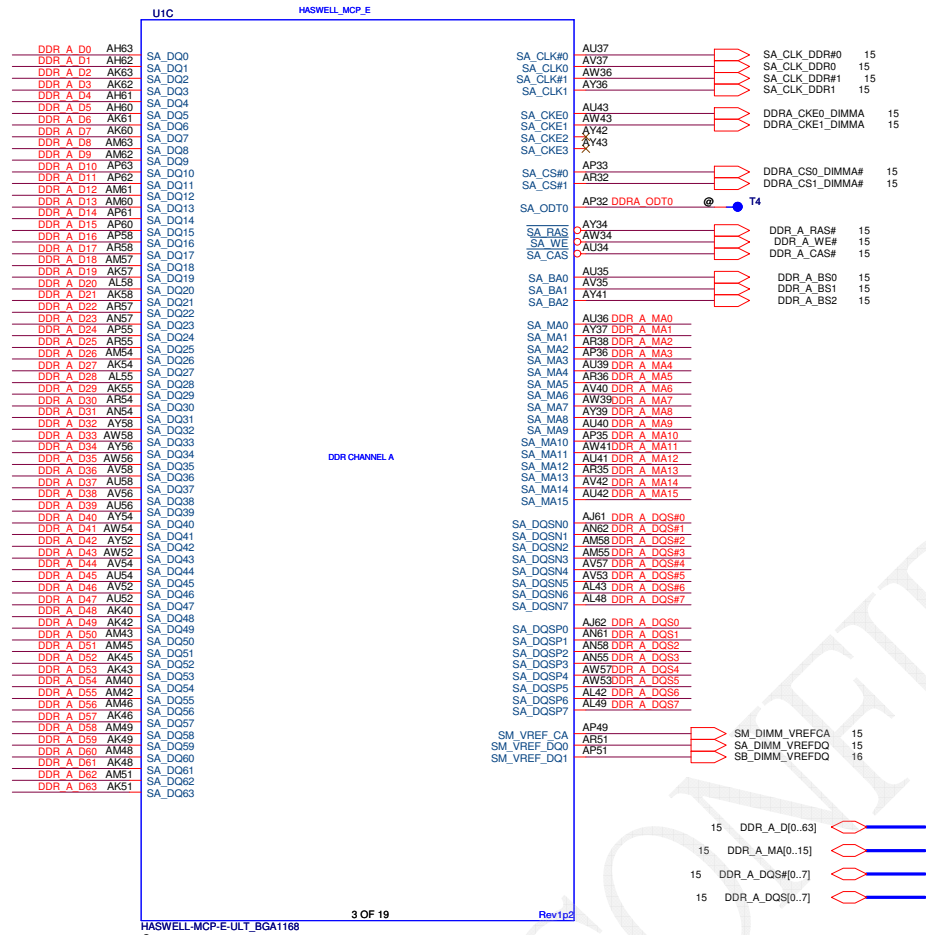 U1C
HASWELL_MCP_E
DDR_A_D0 AH63 SA_DQ0
DDR_A_D1 AH62 SA_DQ1
DDR_A_D2 AK63 SA_DQ2
DDR_A_D3 AK62 SA_DQ3
DDR_A_D4 AH61 SA_DQ4
DDR_A_D5 AH60 SA_DQ5
DDR_A_D6 AK61 SA_DQ6
DDR_A_D7 AK60 SA_DQ7
DDR_A_D8 AM63 SA_DQ8
DDR_A_D9 AM62 SA_DQ9
DDR_A_D10 AP63 SA_DQ10
DDR_A_D11 AP62 SA_DQ11
DDR_A_D12 AM61 SA_DQ12
DDR_A_D13 AM60 SA_DQ13
DDR_A_D14 AP61 SA_DQ14
DDR_A_D15 AP60 SA_DQ15
DDR_A_D16 AP58 SA_DQ16
DDR_A_D17 AR58 SA_DQ17
DDR_A_D18 AM57 SA_DQ18
DDR_A_D19 AK57 SA_DQ19
DDR_A_D20 AL58 SA_DQ20
DDR_A_D21 AK58 SA_DQ21
DDR_A_D22 AR57 SA_DQ22
DDR_A_D23 AN57 SA_DQ23
DDR_A_D24 AP55 SA_DQ24
DDR_A_D25 AR55 SA_DQ25
DDR_A_D26 AM54 SA_DQ26
DDR_A_D27 AK54 SA_DQ27
DDR_A_D28 AL55 SA_DQ28
DDR_A_D29 AK55 SA_DQ29
DDR_A_D30 AR54 SA_DQ30
DDR_A_D31 AN54 SA_DQ31
DDR_A_D32 AY58 SA_DQ32
DDR_A_D33 AW58 SA_DQ33
DDR_A_D34 AY56 SA_DQ34
DDR_A_D35 AW56 SA_DQ35
DDR_A_D36 AV58 SA_DQ36
DDR_A_D37 AU58 SA_DQ37
DDR_A_D38 AV56 SA_DQ38
DDR_A_D39 AU56 SA_DQ39
DDR_A_D40 AY54 SA_DQ40
DDR_A_D41 AW54 SA_DQ41
DDR_A_D42 AY52 SA_DQ42
DDR_A_D43 AW52 SA_DQ43
DDR_A_D44 AV54 SA_DQ44
DDR_A_D45 AU54 SA_DQ45
DDR_A_D46 AV52 SA_DQ46
DDR_A_D47 AU52 SA_DQ47
DDR_A_D48 AK40 SA_DQ48
DDR_A_D49 AK42 SA_DQ49
DDR_A_D50 AM43 SA_DQ50
DDR_A_D51 AM45 SA_DQ51
DDR_A_D52 AK45 SA_DQ52
DDR_A_D53 AK43 SA_DQ53
DDR_A_D54 AM40 SA_DQ54
DDR_A_D55 AM42 SA_DQ55
DDR_A_D56 AM46 SA_DQ56
DDR_A_D57 AK46 SA_DQ57
DDR_A_D58 AM49 SA_DQ58
DDR_A_D59 AK49 SA_DQ59
DDR_A_D60 AM48 SA_DQ60
DDR_A_D61 AK48 SA_DQ61
DDR_A_D62 AM51 SA_DQ62
DDR_A_D63 AK51 SA_DQ63
DDR CHANNEL A
SA_CLK#0 AU37 SA_CLK_DDR#0 15
SA_CLK0 AV37 SA_CLK_DDR0 15
SA_CLK#1 AW36 SA_CLK_DDR#1 15
SA_CLK1 AY36 SA_CLK_DDR1 15
SA_CKE0 AU43 DDRA_CKE0_DIMMA 15
SA_CKE1 AW43 DDRA_CKE1_DIMMA 15
SA_CKE2 AY42
SA_CKE3 AY43
SA_CS#0 AP33 DDRA_CS0_DIMMA# 15
SA_CS#1 AR32 DDRA_CS1_DIMMA# 15
SA_ODT0 AP32 DDRA_ODT0 @ T4
SA_RAS AY34 DDR_A_RAS# 15
SA_WE AW34 DDR_A_WE# 15
SA_CAS AU34 DDR_A_CAS# 15
SA_BA0 AU35 DDR_A_BS0 15
SA_BA1 AV35 DDR_A_BS1 15
SA_BA2 AY41 DDR_A_BS2 15
SA_MA0 AU36 DDR_A_MA0
SA_MA1 AY37 DDR_A_MA1
SA_MA2 AR38 DDR_A_MA2
SA_MA3 AP36 DDR_A_MA3
SA_MA4 AU39 DDR_A_MA4
SA_MA5 AR36 DDR_A_MA5
SA_MA6 AV40 DDR_A_MA6
SA_MA7 AW39 DDR_A_MA7
SA_MA8 AY39 DDR_A_MA8
SA_MA9 AU40 DDR_A_MA9
SA_MA10 AP35 DDR_A_MA10
SA_MA11 AW41 DDR_A_MA11
SA_MA12 AU41 DDR_A_MA12
SA_MA13 AR35 DDR_A_MA13
SA_MA14 AV42 DDR_A_MA14
SA_MA15 AU42 DDR_A_MA15
SA_DQSN0 AJ61 DDR_A_DQS#0
SA_DQSN1 AN62 DDR_A_DQS#1
SA_DQSN2 AM58 DDR_A_DQS#2
SA_DQSN3 AM55 DDR_A_DQS#3
SA_DQSN4 AV57 DDR_A_DQS#4
SA_DQSN5 AV53 DDR_A_DQS#5
SA_DQSN6 AL43 DDR_A_DQS#6
SA_DQSN7 AL48 DDR_A_DQS#7
SA_DQSP0 AJ62 DDR_A_DQS0
SA_DQSP1 AN61 DDR_A_DQS1
SA_DQSP2 AN58 DDR_A_DQS2
SA_DQSP3 AN55 DDR_A_DQS3
SA_DQSP4 AW57 DDR_A_DQS4
SA_DQSP5 AW53 DDR_A_DQS5
SA_DQSP6 AL42 DDR_A_DQS6
SA_DQSP7 AL49 DDR_A_DQS7
SM_VREF_CA AP49 SM_DIMM_VREFCA 15
SM_VREF_DQ0 AR51 SA_DIMM_VREFDQ 15
SM_VREF_DQ1 AP51 SB_DIMM_VREFDQ 16
15 DDR_A_D[0..63]
15 DDR_A_MA[0..15]
15 DDR_A_DQS#[0..7]
15 DDR_A_DQS[0..7]
3 OF 19
Rev1p2
HASWELL-MCP-E-ULT_BGA1168
CONFI